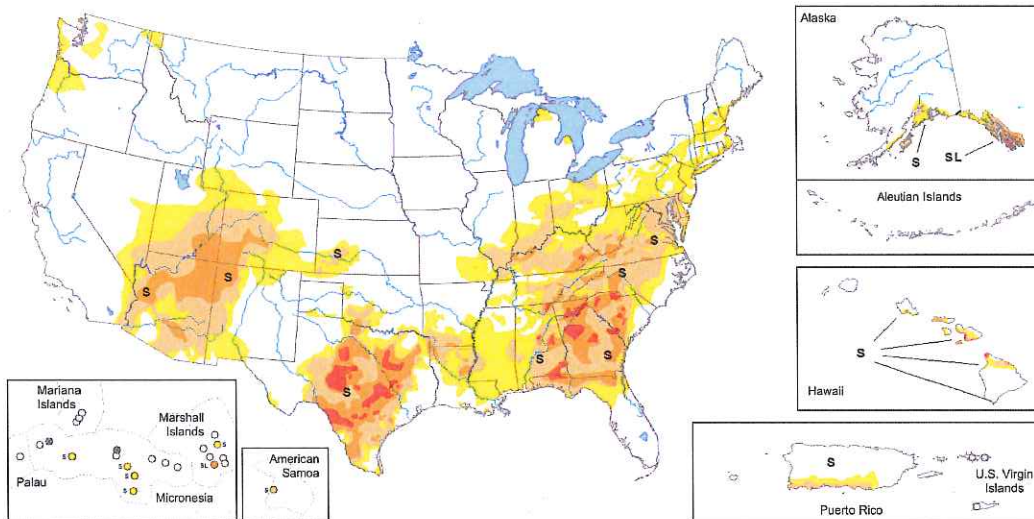 Alaska
S
SL
Aleutian Islands
S
Hawaii
S
Puerto Rico
U.S. Virgin
Islands
S
S
S
S
S
S
S
S
Mariana
Islands
Marshall
Islands
S
S
S
SL
S
S
Palau
Micronesia
American
Samoa
S